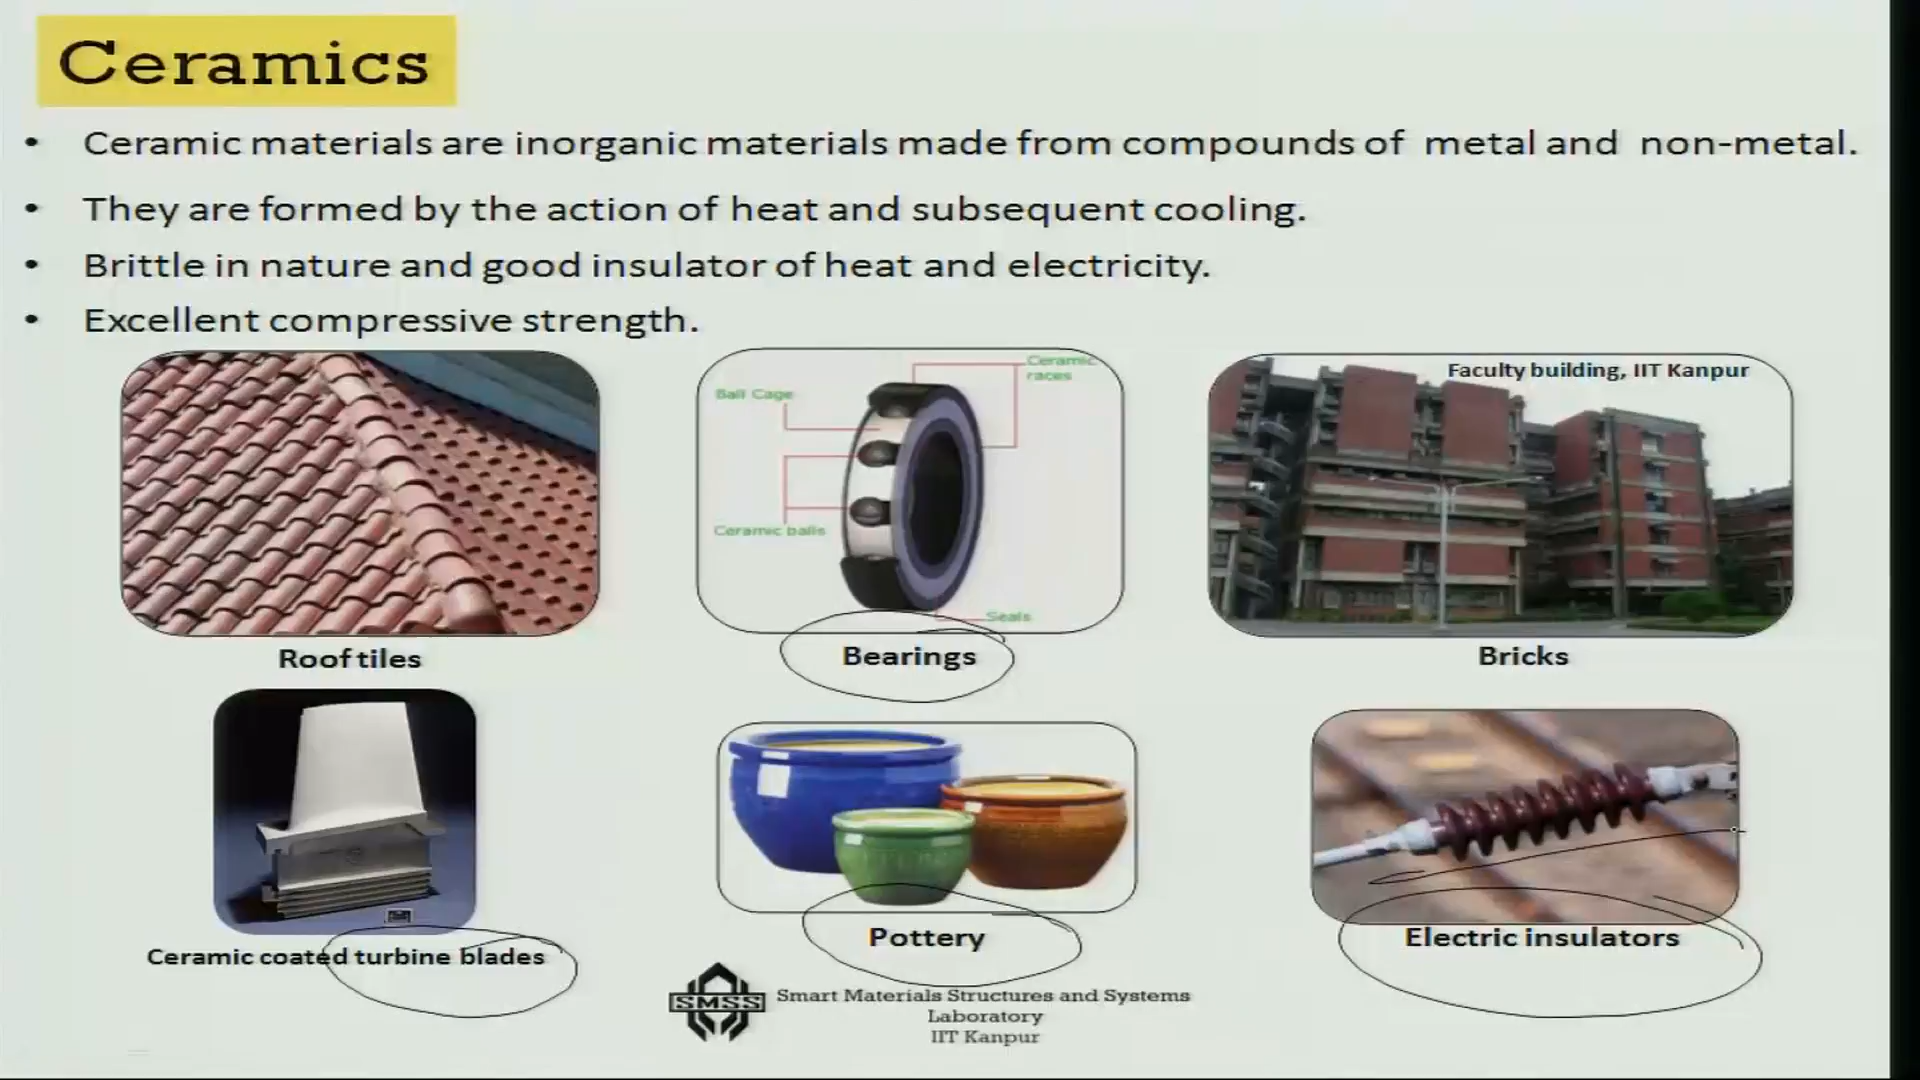 Ceramics
• Ceramic materials are inorganic materials made from compounds of metal and non-metal.
• They are formed by the action of heat and subsequent cooling.
• Brittle in nature and good insulator of heat and electricity.
• Excellent compressive strength.
Ceramic
races
Ball Cage
Ceramic balls
Seals
Faculty building, IIT Kanpur
Roof tiles
Bearings
Bricks
Ceramic coated turbine blades
Pottery
Electric insulators
SMSS
Smart Materials Structures and Systems
Laboratory
IIT Kanpur